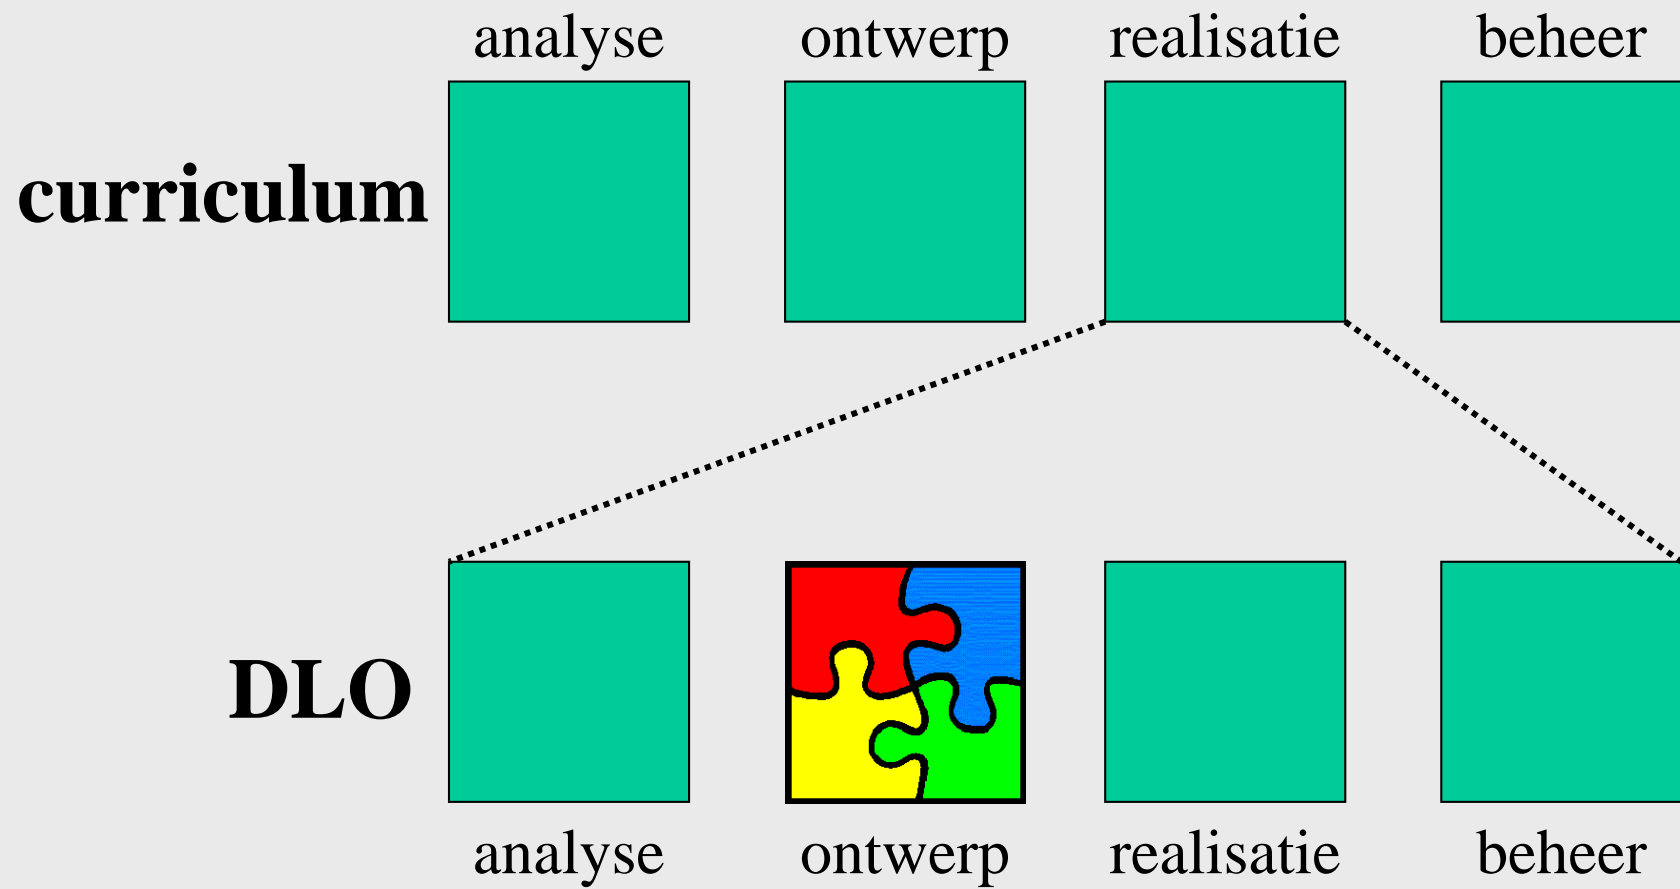 analyse ontwerp realisatie beheer
curriculum
DLO
analyse ontwerp realisatie beheer